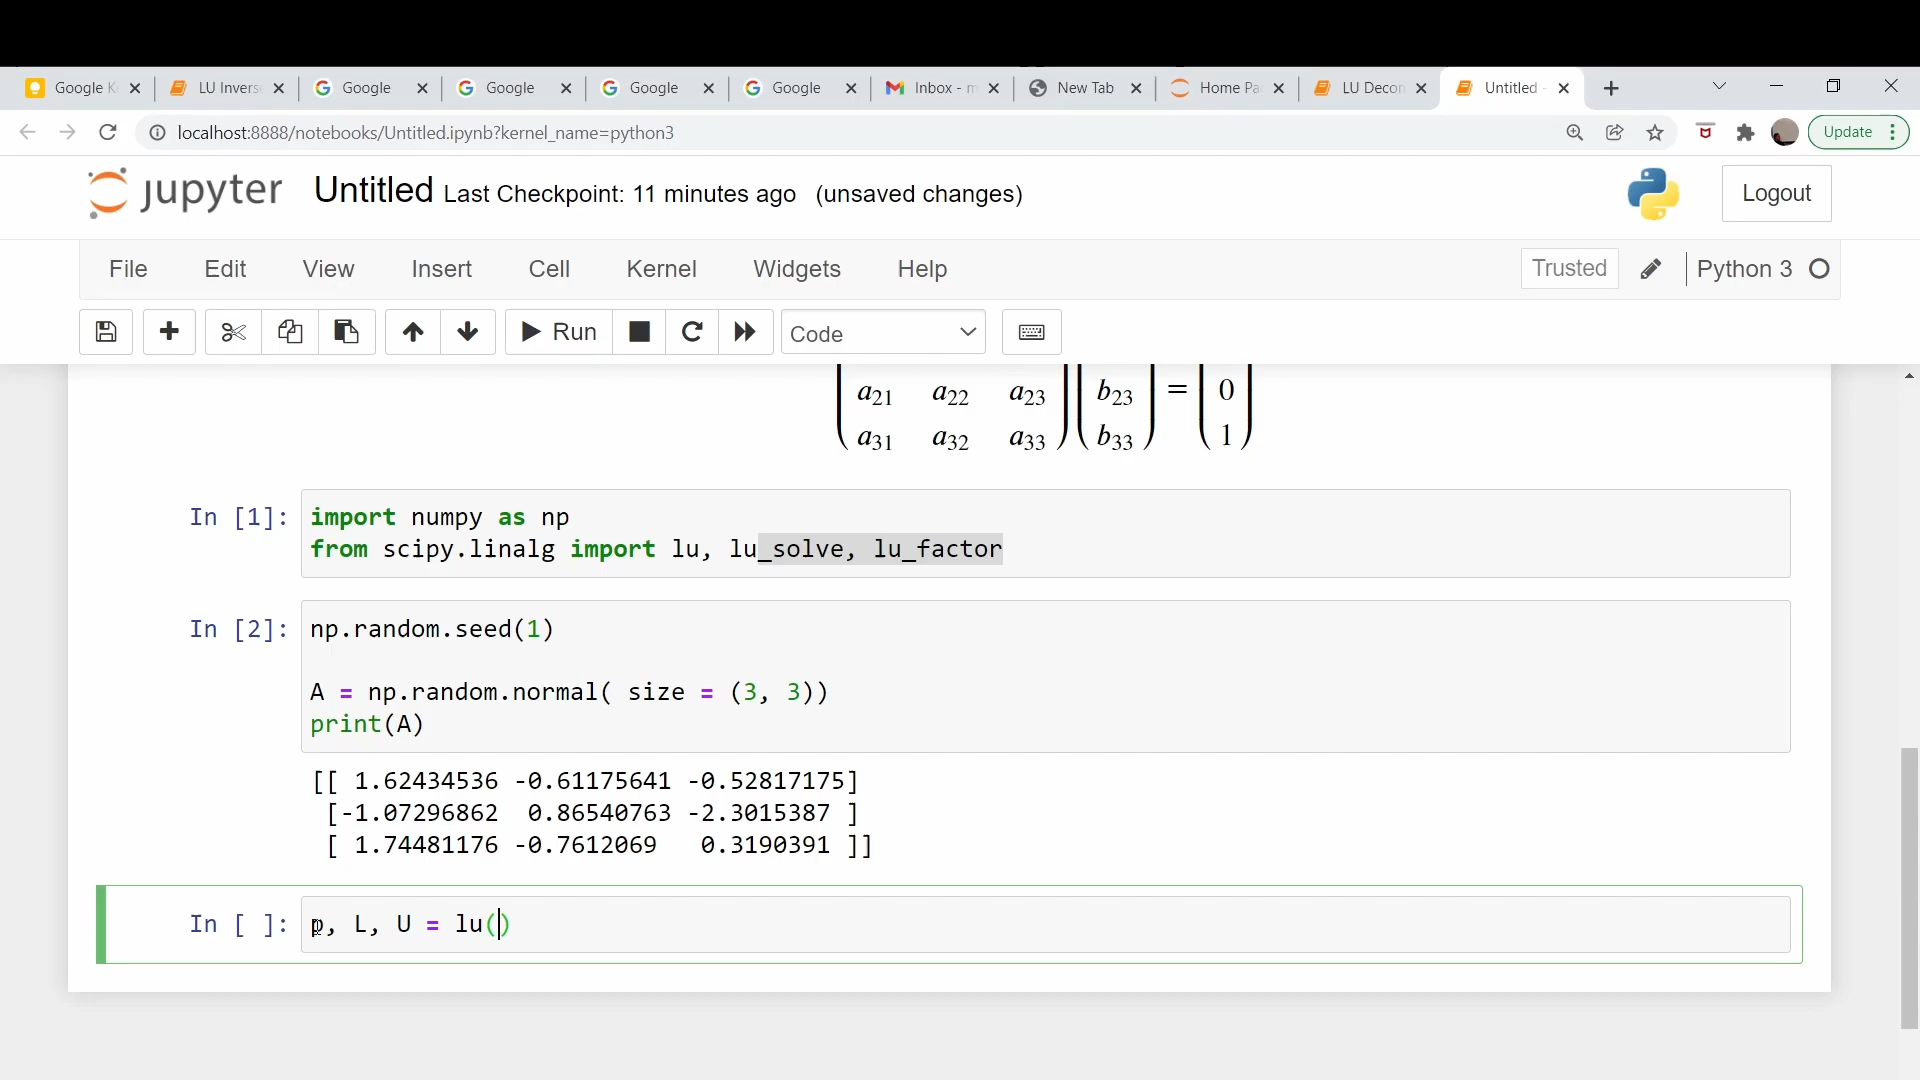 Google K
LU Invers
Google
Google
Google
Google
Inbox - m
New Tab
Home Pa
LU Decor
Untitled -
localhost:8888/notebooks/Untitled.ipynb?kernel_name=python3
Update
jupyter Untitled Last Checkpoint: 11 minutes ago (unsaved changes)
Logout
File Edit View Insert Cell Kernel Widgets Help
Trusted
Python 3
Run
Code
a21 a22 a23 b23 = 0
a31 a32 a33 b33 1
In [1]: import numpy as np
from scipy.linalg import lu, lu_solve, lu_factor
In [2]: np.random.seed(1)
A = np.random.normal( size = (3, 3))
print(A)
[[ 1.62434536 -0.61175641 -0.52817175]
[-1.07296862  0.86540763 -2.3015387 ]
[ 1.74481176 -0.7612069   0.3190391 ]]
In [ ]: p, L, U = lu()